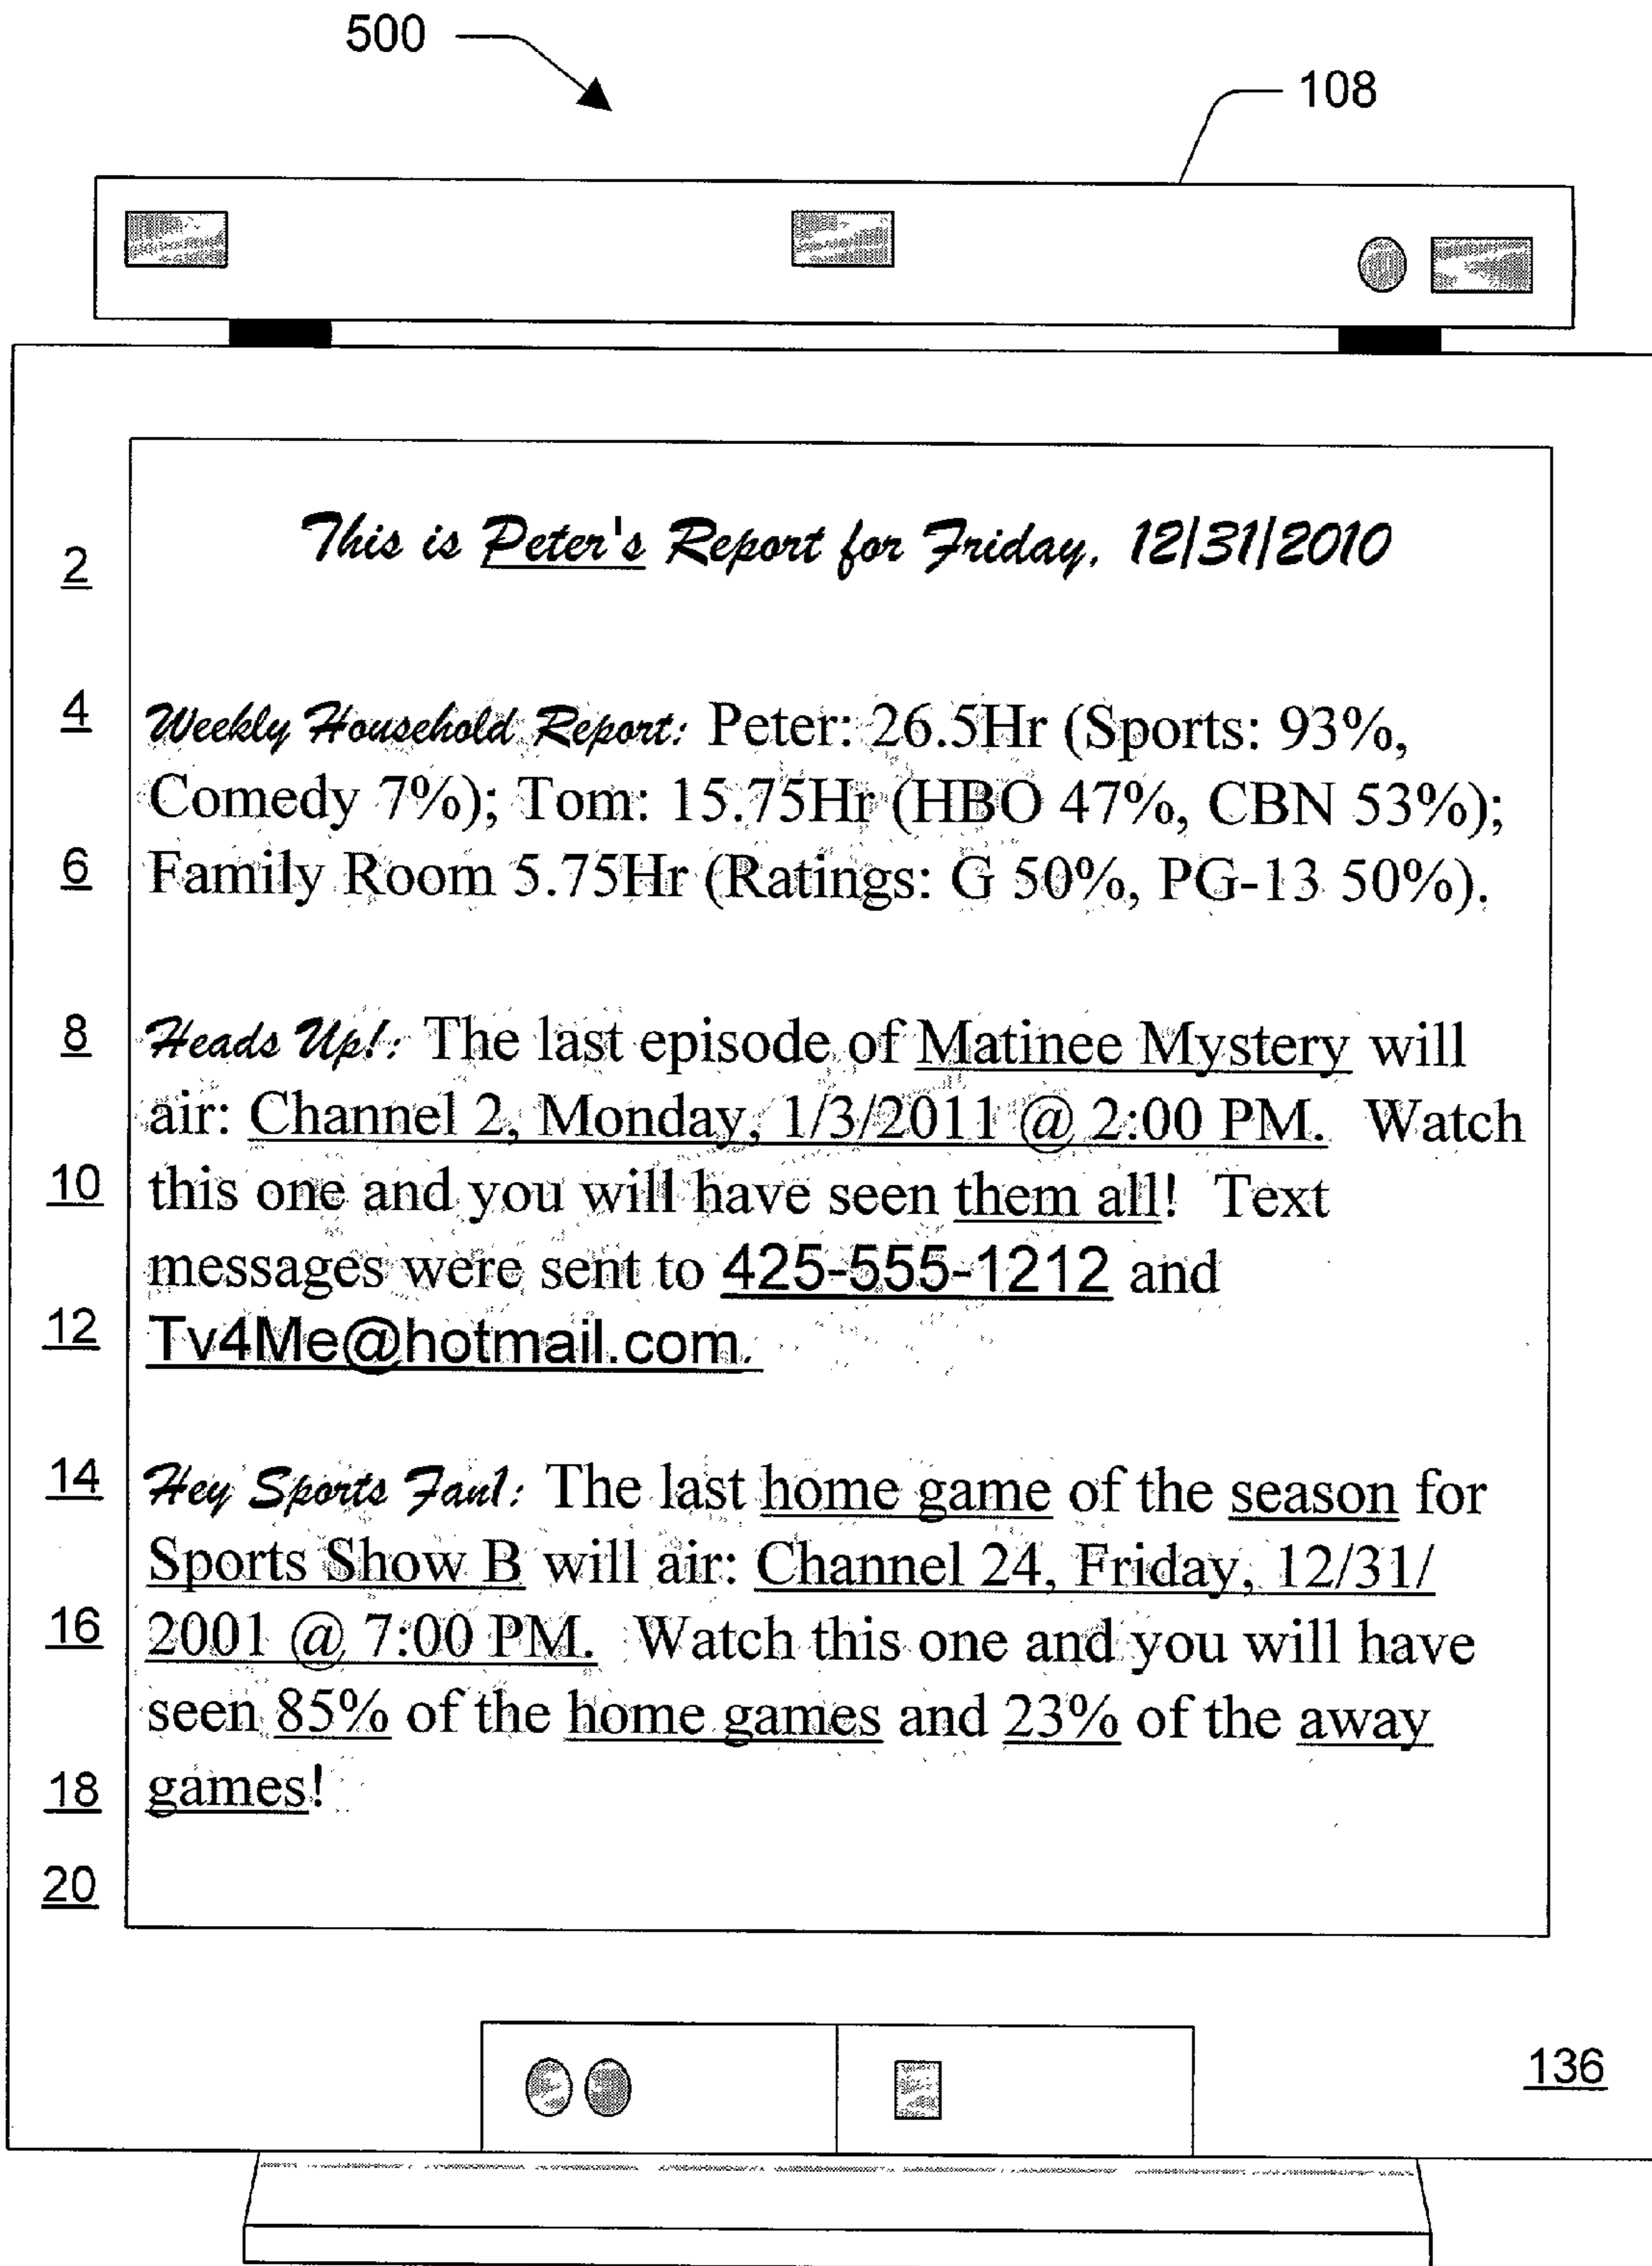 500
108
2 This is Peter's Report for Friday, 12/31/2010
4 Weekly Household Report: Peter: 26.5Hr (Sports: 93%,
Comedy 7%); Tom: 15.75Hr (HBO 47%, CBN 53%);
6 Family Room 5.75Hr (Ratings: G 50%, PG-13 50%).
8 Heads Up!: The last episode of Matinee Mystery will
air: Channel 2, Monday, 1/3/2011 @ 2:00 PM. Watch
10 this one and you will have seen them all! Text
messages were sent to 425-555-1212 and
12 Tv4Me@hotmail.com.
14 Hey Sports Fan!: The last home game of the season for
Sports Show B will air: Channel 24, Friday, 12/31/
16 2001 @ 7:00 PM. Watch this one and you will have
seen 85% of the home games and 23% of the away
18 games!
20
136